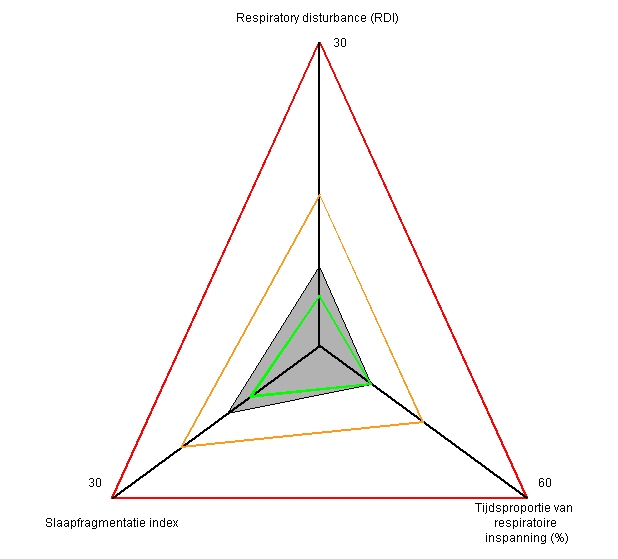 Respiratory disturbance (RDI)
30
30
60
Slaapfragmentatie index
Tijdsproportie van
respiratoire
inspanning (%)